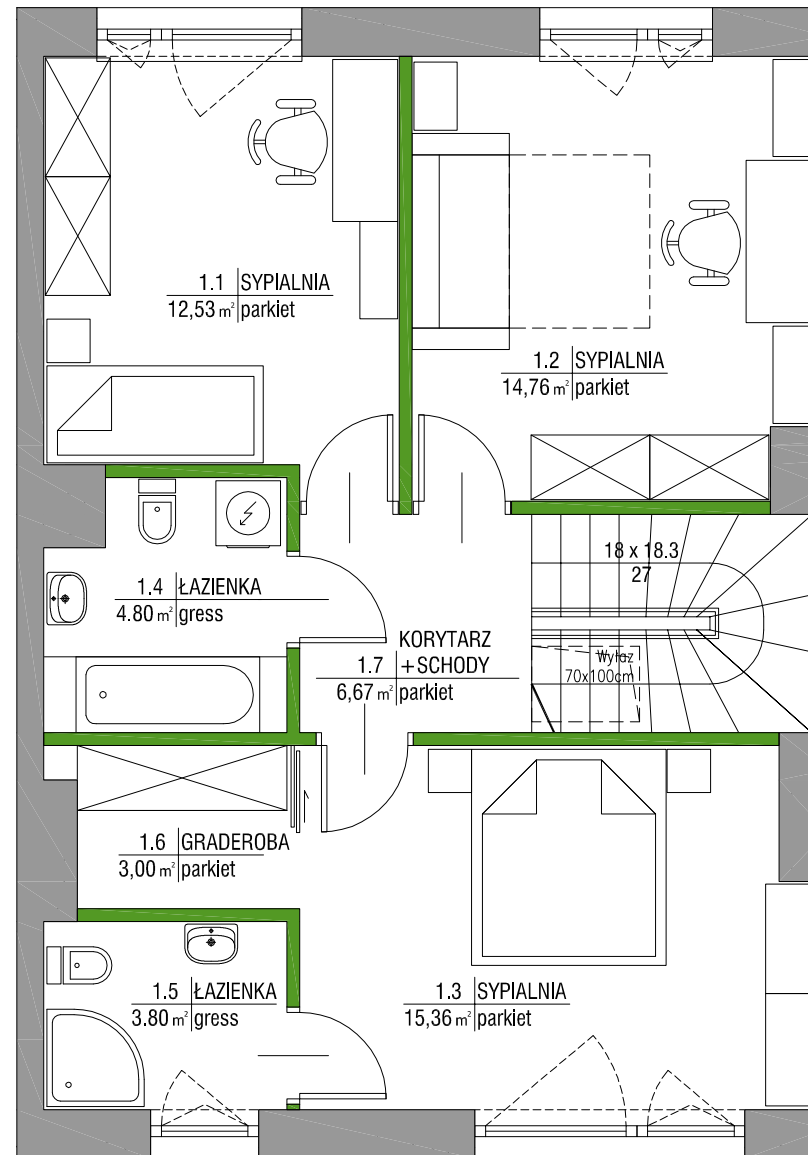 1.1 SYPIALNIA
12,53 m² parkiet
1.2 SYPIALNIA
14,76 m² parkiet
18 x 18.3
27
1.4 ŁAZIENKA
4.80 m² gress
KORYTARZ
1.7 +SCHODY
6,67 m² parkiet
Wyłaz
70x100cm
1.6 GRADEROBA
3,00 m² parkiet
1.5 ŁAZIENKA
3.80 m² gress
1.3 SYPIALNIA
15,36 m² parkiet